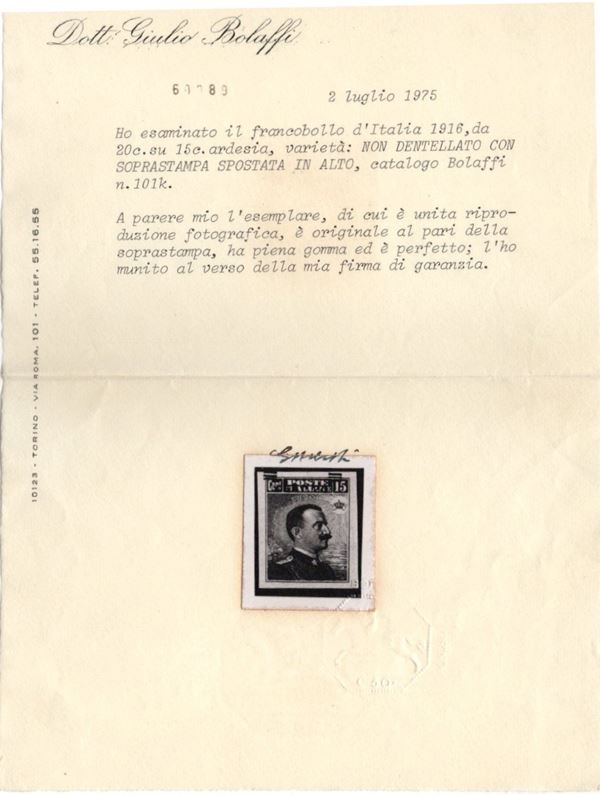 Dott. Giulio Bolaffi
2 luglio 1975
Ho esaminato il francobollo d'Italia 1916,da
20c.su 15c.ardesia, varietà: NON DENTELLATO CON
SOPRASTAMPA SPOSTATA IN ALTO, catalogo Bolaffi
n.101k.
A parere mio l'esemplare, di cui è unita ripro-
duzione fotografica, è originale al pari della
soprastampa, ha piena gomma ed è perfetto; l'ho
munito al verso della mia firma di garanzia.
10123 - TORINO - VIA ROMA, 101 - TELEF. 55.16.55
Cent. POSTE 15